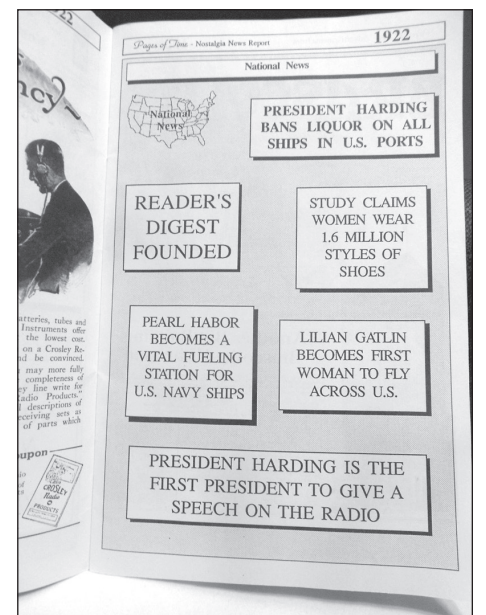 ncy?
atteries, tubes and
Instruments offer
the lowest cost.
on a Crosley Re-
nd be convinced.
may more fully
completeness of
ey line write for
Radio Products."
descriptions of
ceiving sets as
of parts which
upon
CROSLEY
Radio
PRODUCTS
Pages of Time - Nostalgia News Report
1922
National News
National
News
PRESIDENT HARDING
BANS LIQUOR ON ALL
SHIPS IN U.S. PORTS
READER'S
DIGEST
FOUNDED
STUDY CLAIMS
WOMEN WEAR
1.6 MILLION
STYLES OF
SHOES
PEARL HABOR
BECOMES A
VITAL FUELING
STATION FOR
U.S. NAVY SHIPS
LILIAN GATLIN
BECOMES FIRST
WOMAN TO FLY
ACROSS U.S.
PRESIDENT HARDING IS THE
FIRST PRESIDENT TO GIVE A
SPEECH ON THE RADIO